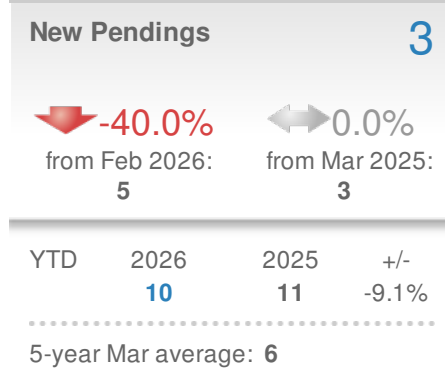 New Pendings 3
-40.0% 0.0%
from Feb 2026: from Mar 2025:
5 3
YTD 2026 2025 +/-
10 11 -9.1%
5-year Mar average: 6